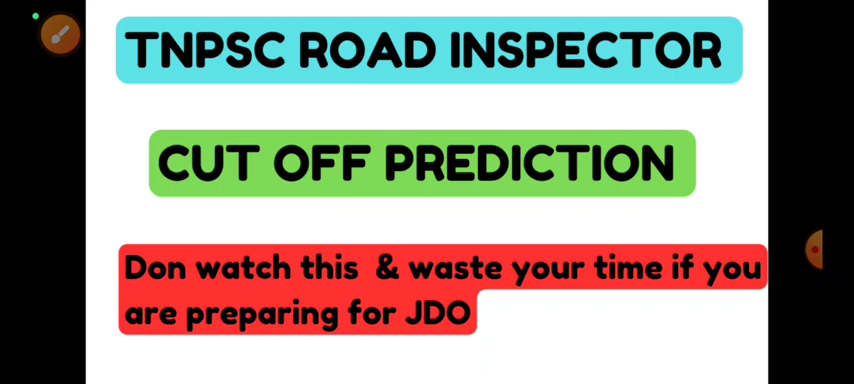 TNPSC ROAD INSPECTOR
CUT OFF PREDICTION
Don watch this & waste your time if you
are preparing for JDO